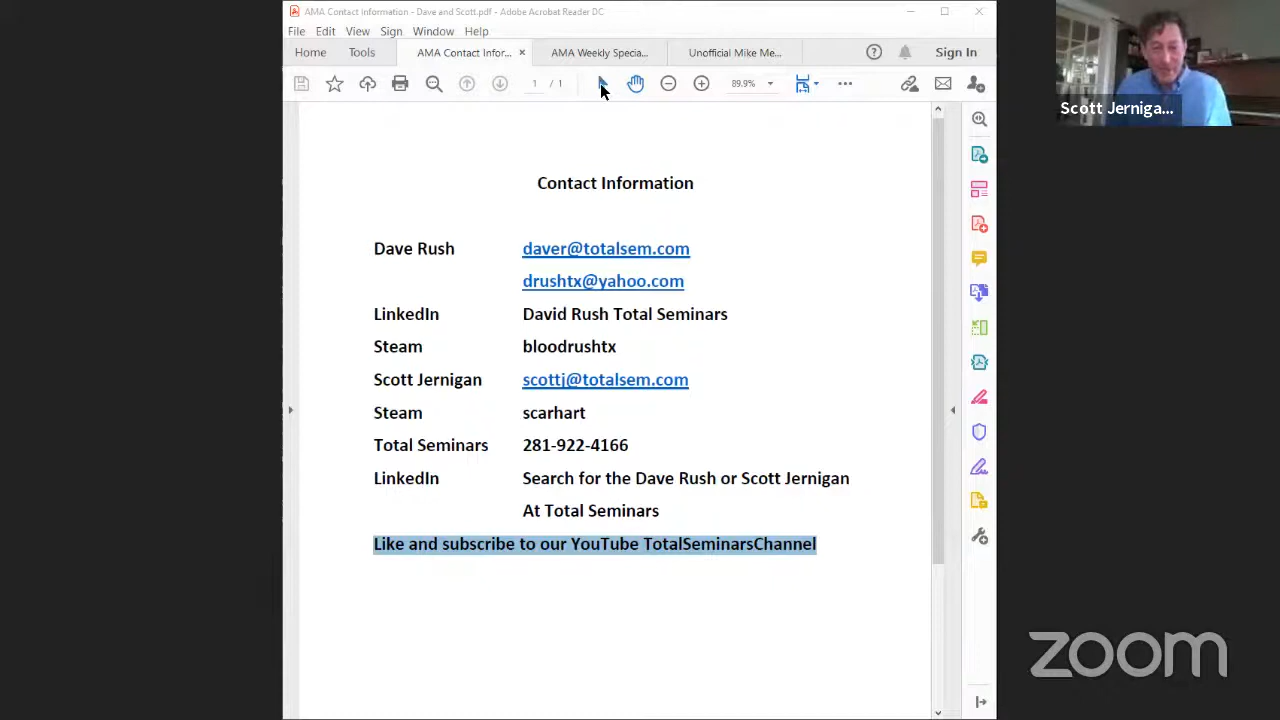 AMA Contact Information - Dave and Scott.pdf - Adobe Acrobat Reader DC
File Edit View Sign Window Help
Home Tools AMA Contact Infor... × AMA Weekly Specia... Unofficial Mike Me... Sign In
1 / 1 89.9%
Scott Jerniga...
Contact Information
Dave Rush daver@totalsem.com
drushtx@yahoo.com
LinkedIn David Rush Total Seminars
Steam bloodrushtx
Scott Jernigan scottj@totalsem.com
Steam scarhart
Total Seminars 281-922-4166
LinkedIn Search for the Dave Rush or Scott Jernigan
At Total Seminars
Like and subscribe to our YouTube TotalSeminarsChannel
zoom